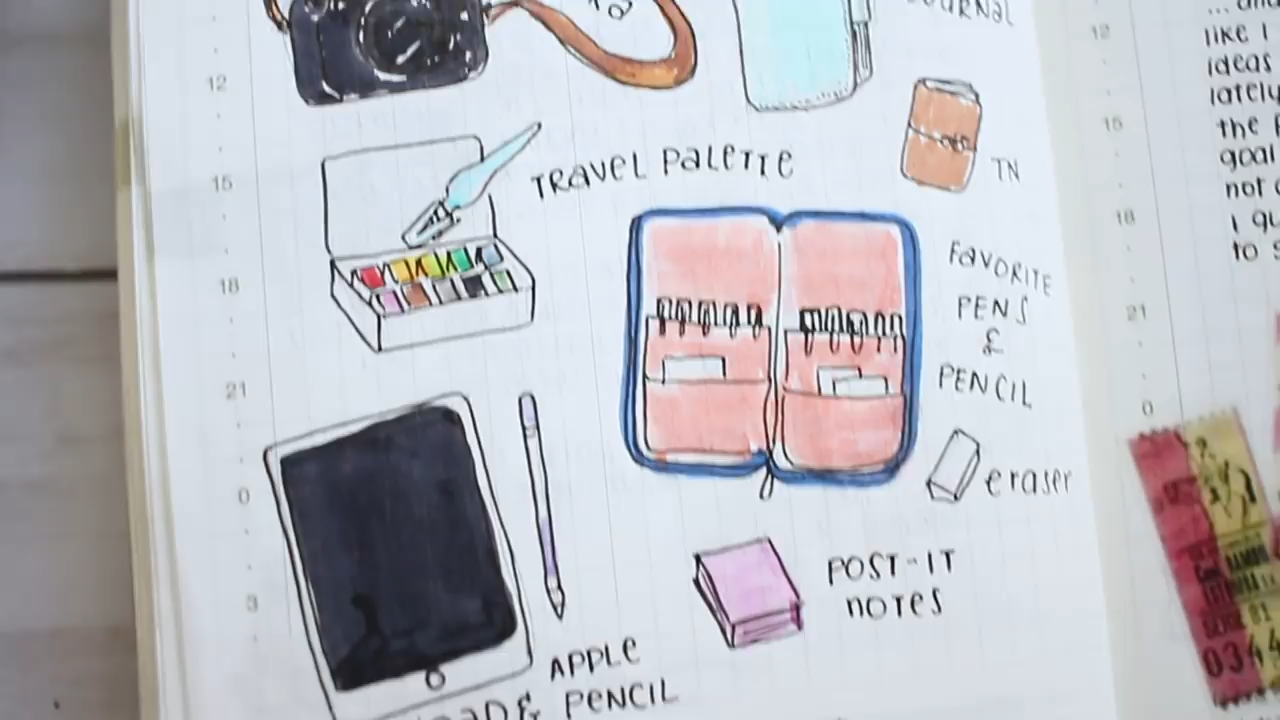 JOURNAL
TRAVEL PALETTE
TN
FAVORITE
PENS
&
PENCIL
eraser
POST-IT
NOTES
APPLE
& PENCIL
12
15
18
21
0
3
12
15
18
21
0
like I
ideas
lately
the
goal
not
I
to
0344